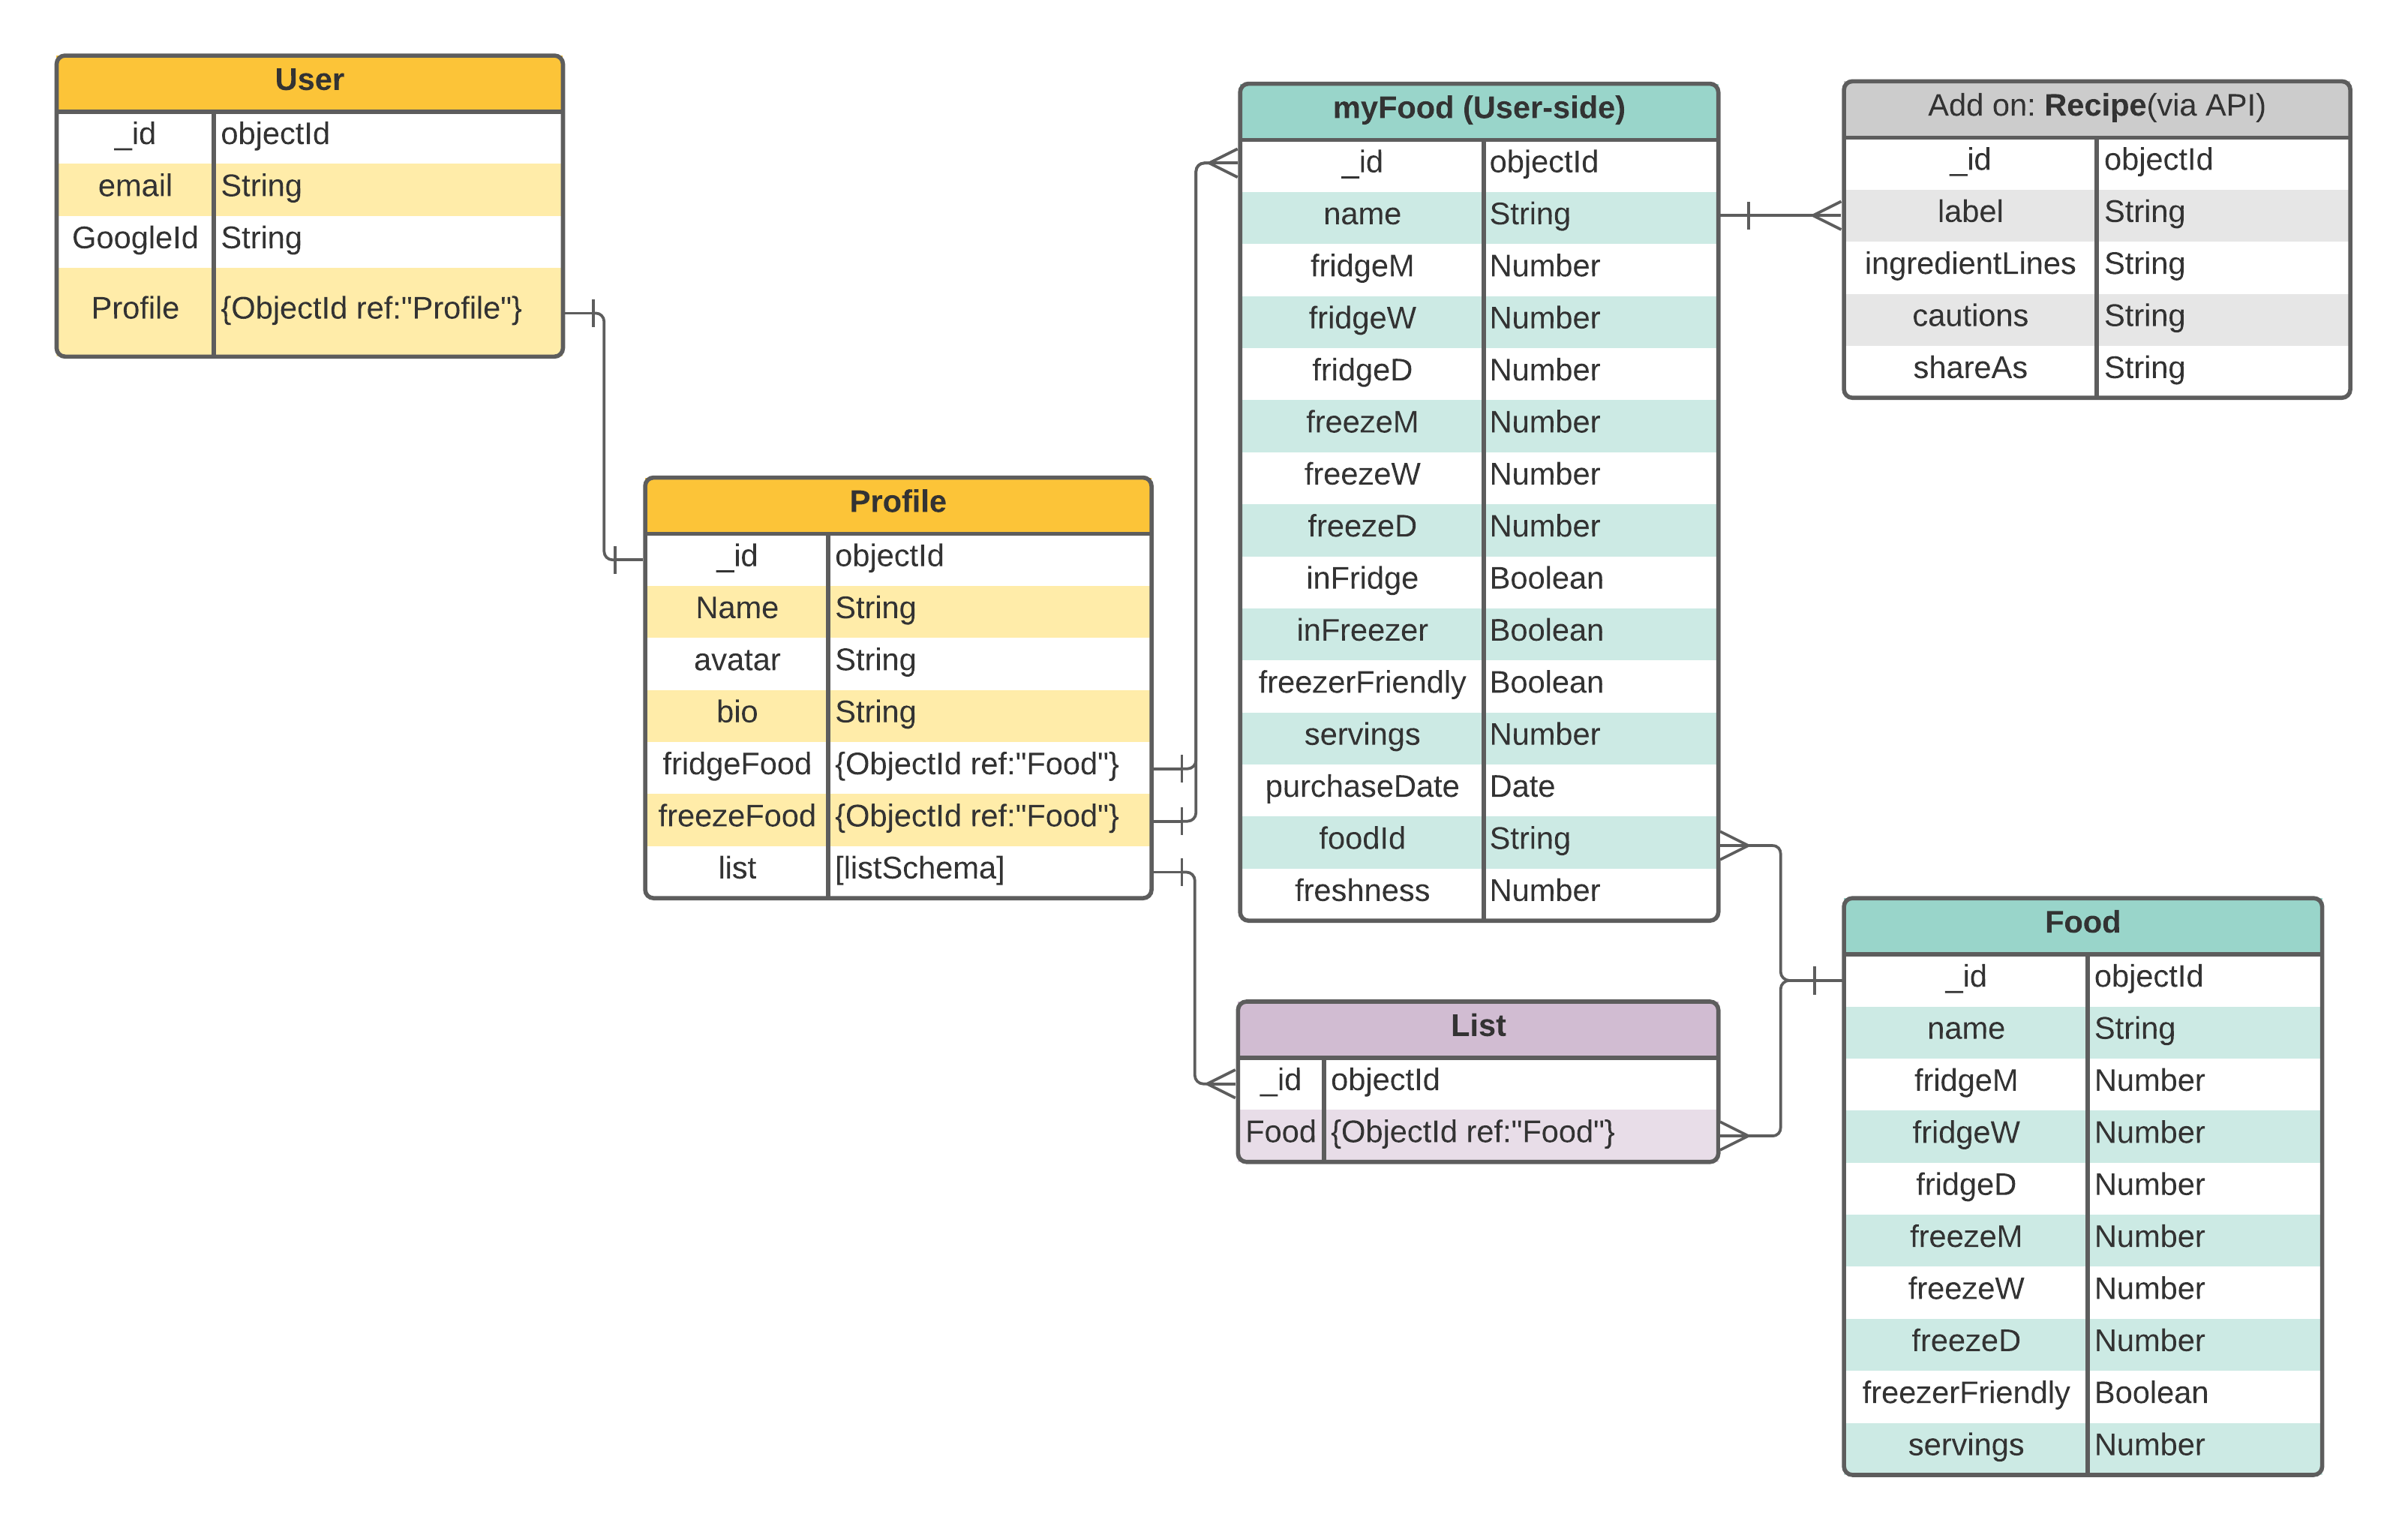 User
_id objectId
email String
GoogleId String
Profile {ObjectId ref:"Profile"}
Profile
_id objectId
Name String
avatar String
bio String
fridgeFood {ObjectId ref:"Food"}
freezeFood {ObjectId ref:"Food"}
list [listSchema]
myFood (User-side)
_id objectId
name String
fridgeM Number
fridgeW Number
fridgeD Number
freezeM Number
freezeW Number
freezeD Number
inFridge Boolean
inFreezer Boolean
freezerFriendly Boolean
servings Number
purchaseDate Date
foodId String
freshness Number
List
_id objectId
Food {ObjectId ref:"Food"}
Add on: Recipe(via API)
_id objectId
label String
ingredientLines String
cautions String
shareAs String
Food
_id objectId
name String
fridgeM Number
fridgeW Number
fridgeD Number
freezeM Number
freezeW Number
freezeD Number
freezerFriendly Boolean
servings Number